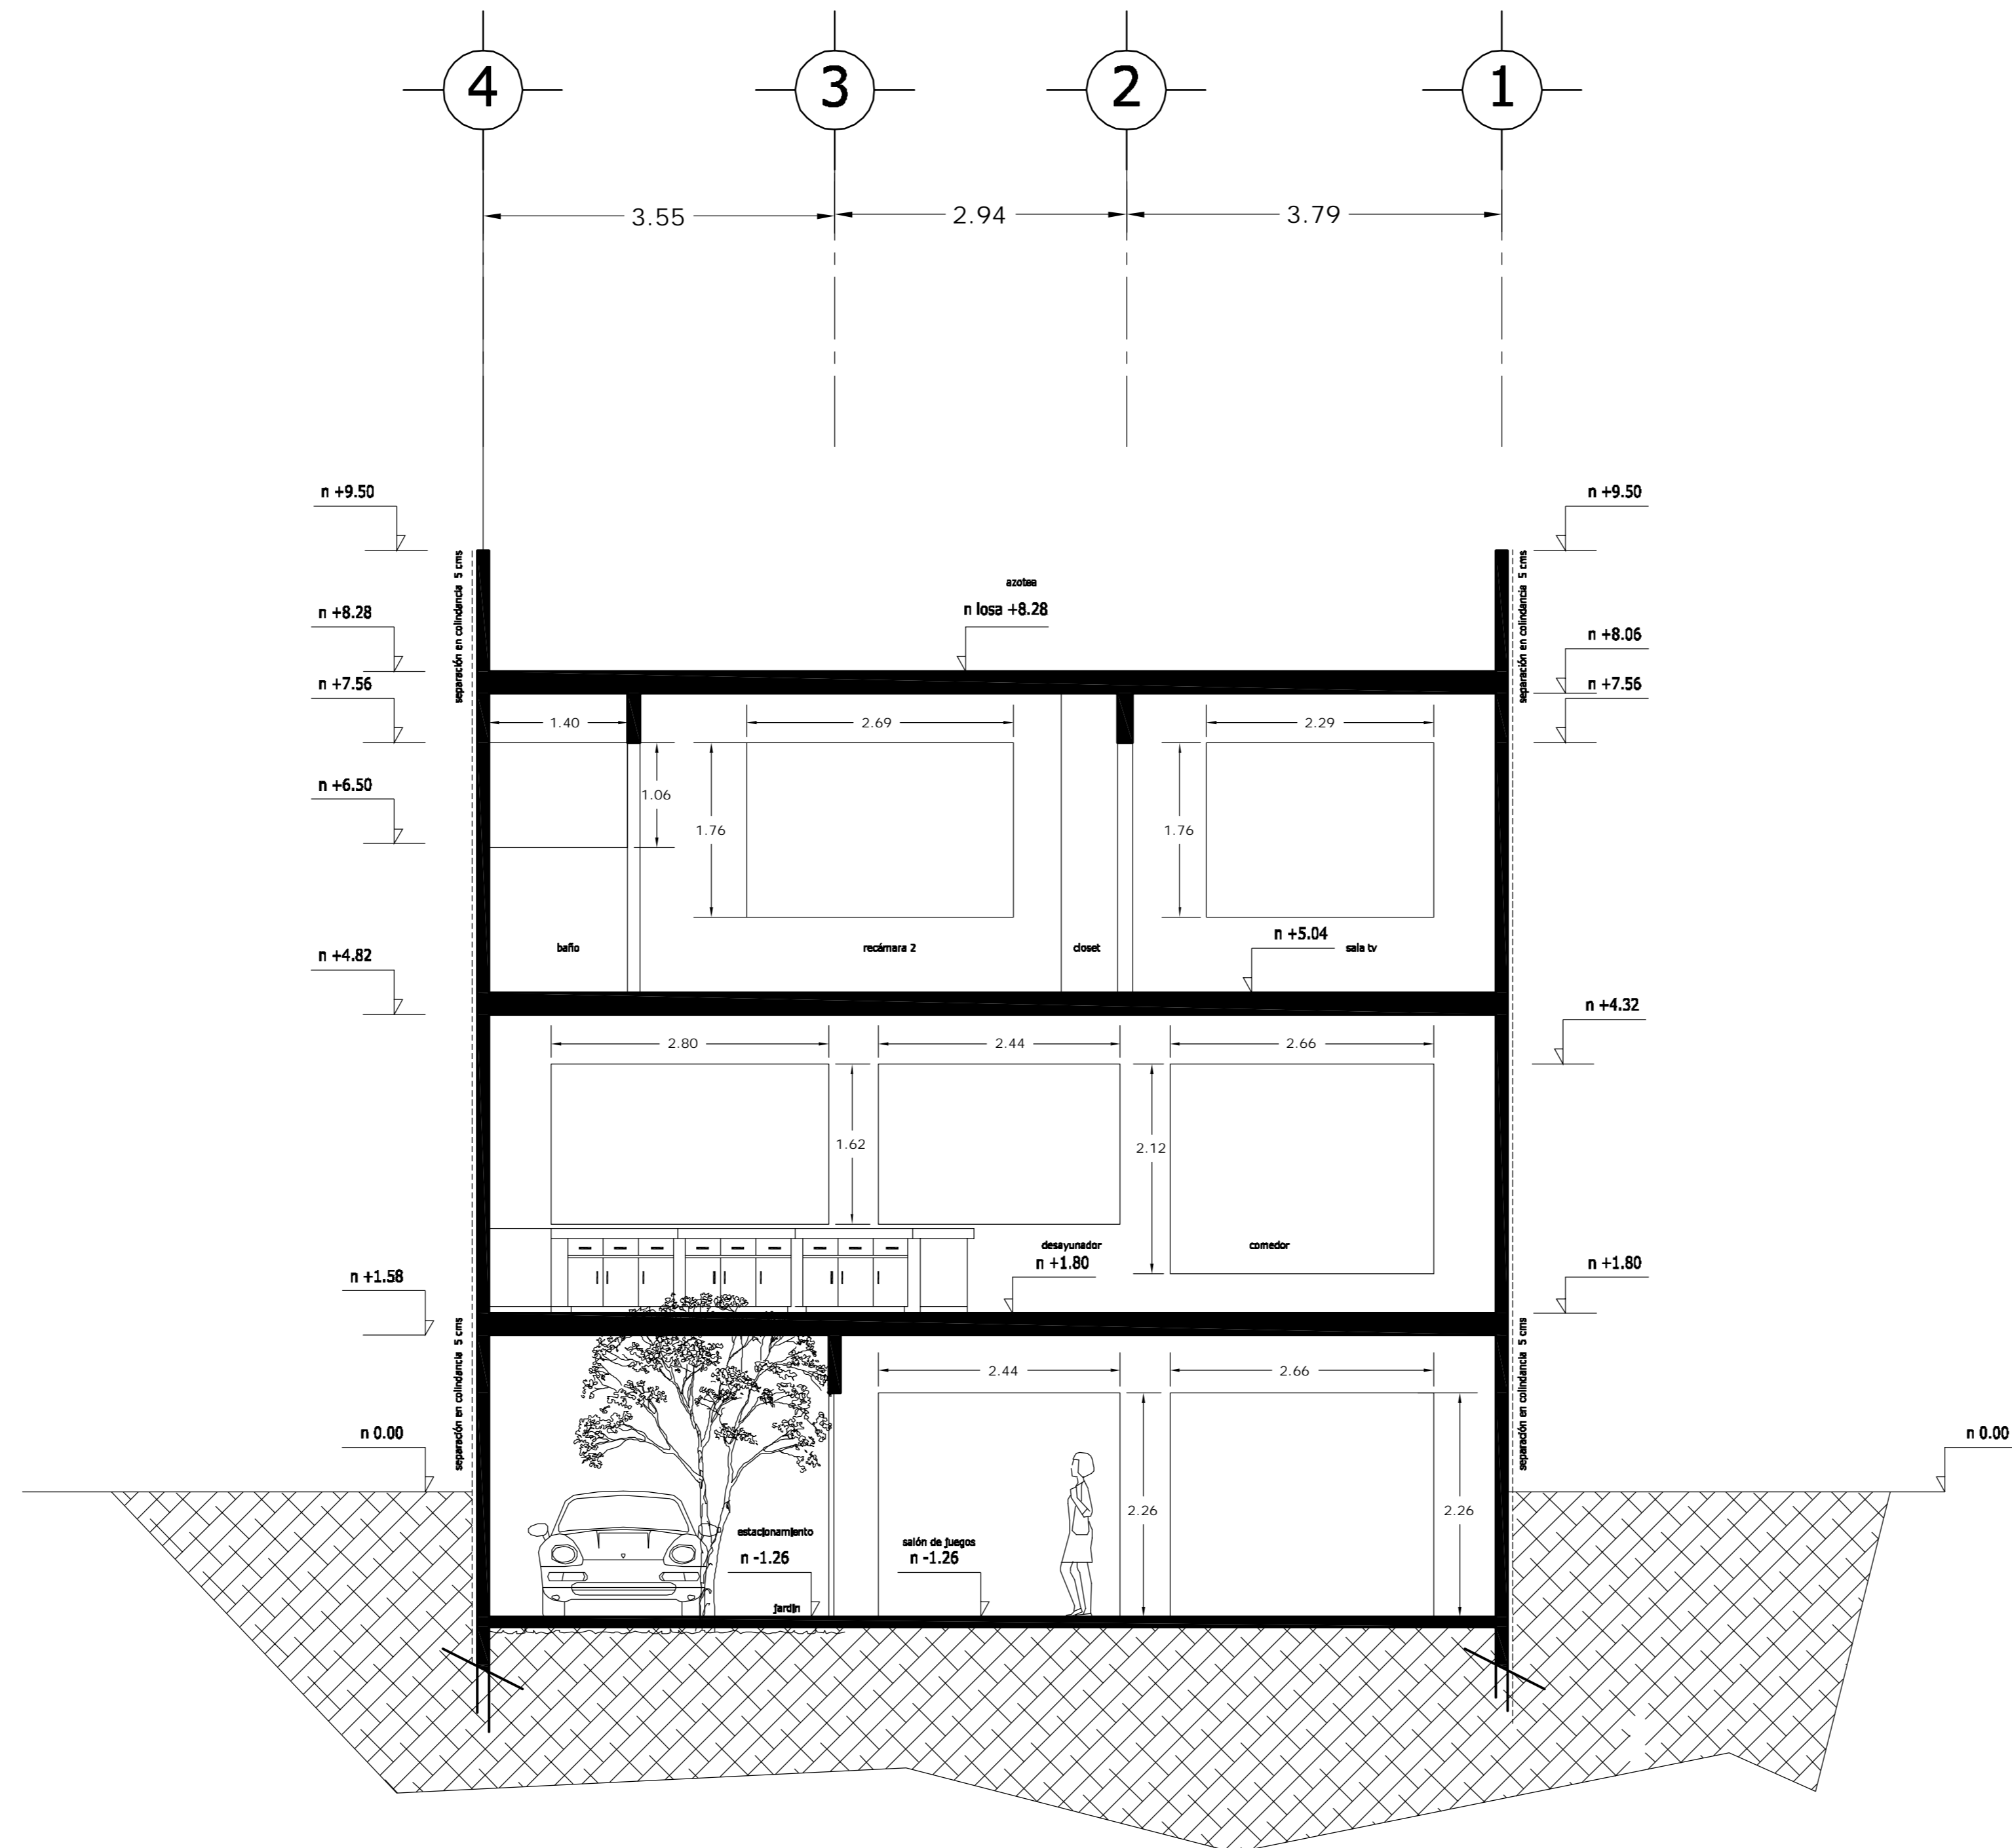 4
3
2
1
3.55
2.94
3.79
n +9.50
n +9.50
separación en colindancia 5 cms
separación en colindancia 5 cms
azotea
n losa +8.28
n +8.28
n +8.06
n +7.56
n +7.56
1.40
2.69
2.29
n +6.50
1.06
1.76
1.76
n +4.82
baño
recámara 2
closet
n +5.04
sala tv
n +4.32
2.80
2.44
2.66
1.62
2.12
desayunador
n +1.80
comedor
n +1.58
n +1.80
separación en colindancia 5 cms
separación en colindancia 5 cms
2.44
2.66
n 0.00
n 0.00
2.26
2.26
estacionamiento
n -1.26
salón de juegos
n -1.26
jardín